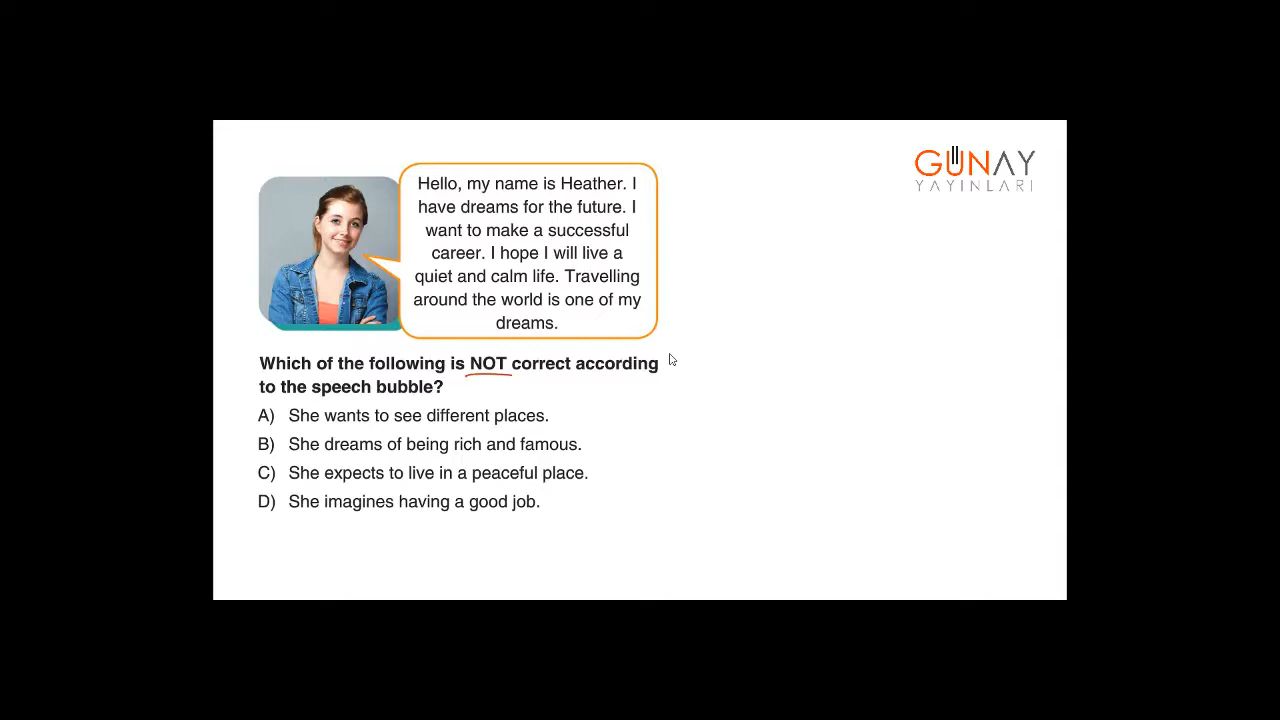 GÜNAY
YAYINLARI
Hello, my name is Heather. I
have dreams for the future. I
want to make a successful
career. I hope I will live a
quiet and calm life. Travelling
around the world is one of my
dreams.
Which of the following is NOT correct according
to the speech bubble?
A) She wants to see different places.
B) She dreams of being rich and famous.
C) She expects to live in a peaceful place.
D) She imagines having a good job.